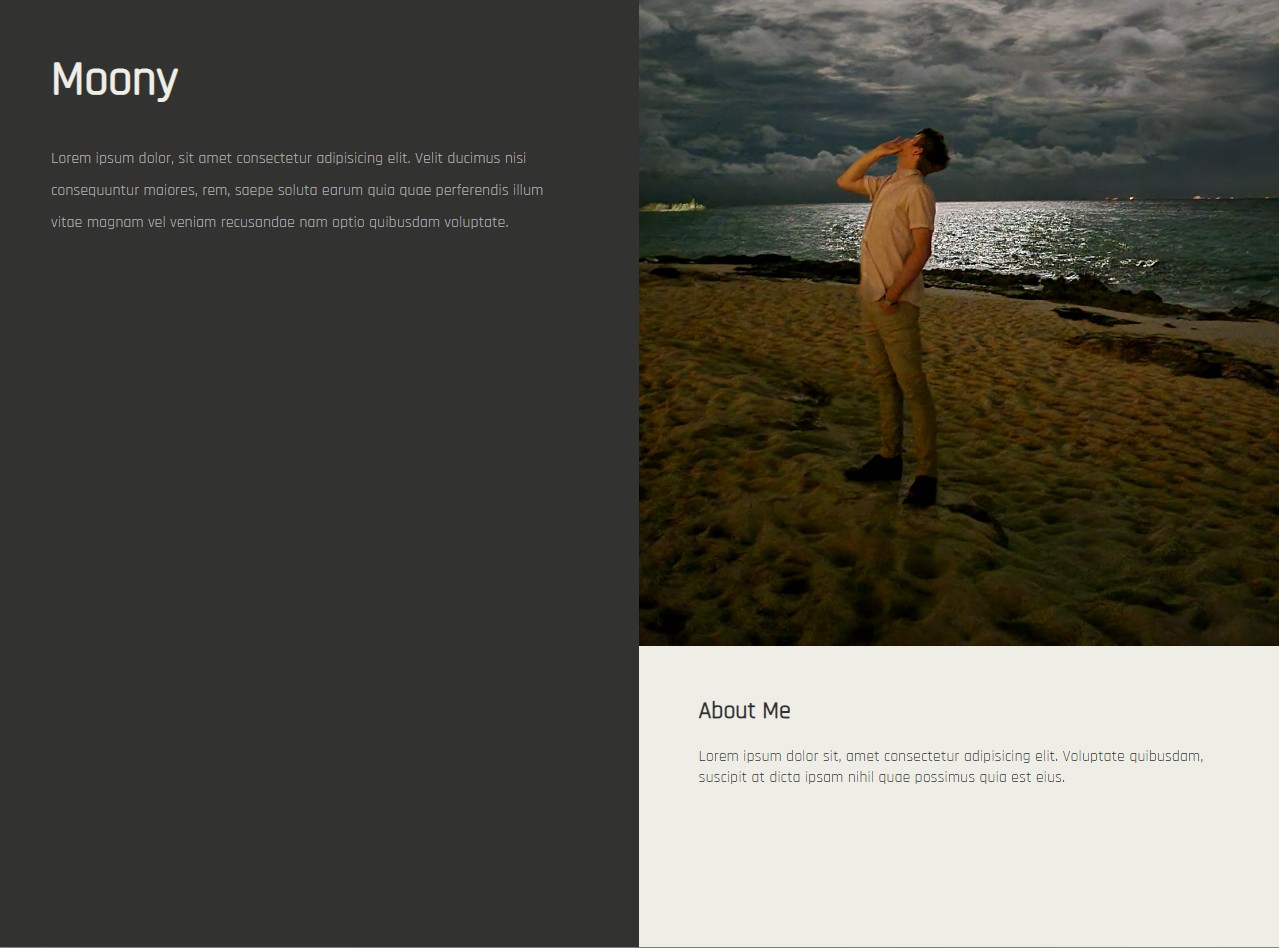 Moony
Lorem ipsum dolor, sit amet consectetur adipisicing elit. Velit ducimus nisi
consequuntur maiores, rem, saepe soluta earum quia quae perferendis illum
vitae magnam vel veniam recusandae nam optio quibusdam voluptate.
About Me
Lorem ipsum dolor sit, amet consectetur adipisicing elit. Voluptate quibusdam,
suscipit at dicta ipsam nihil quae possimus quia est eius.